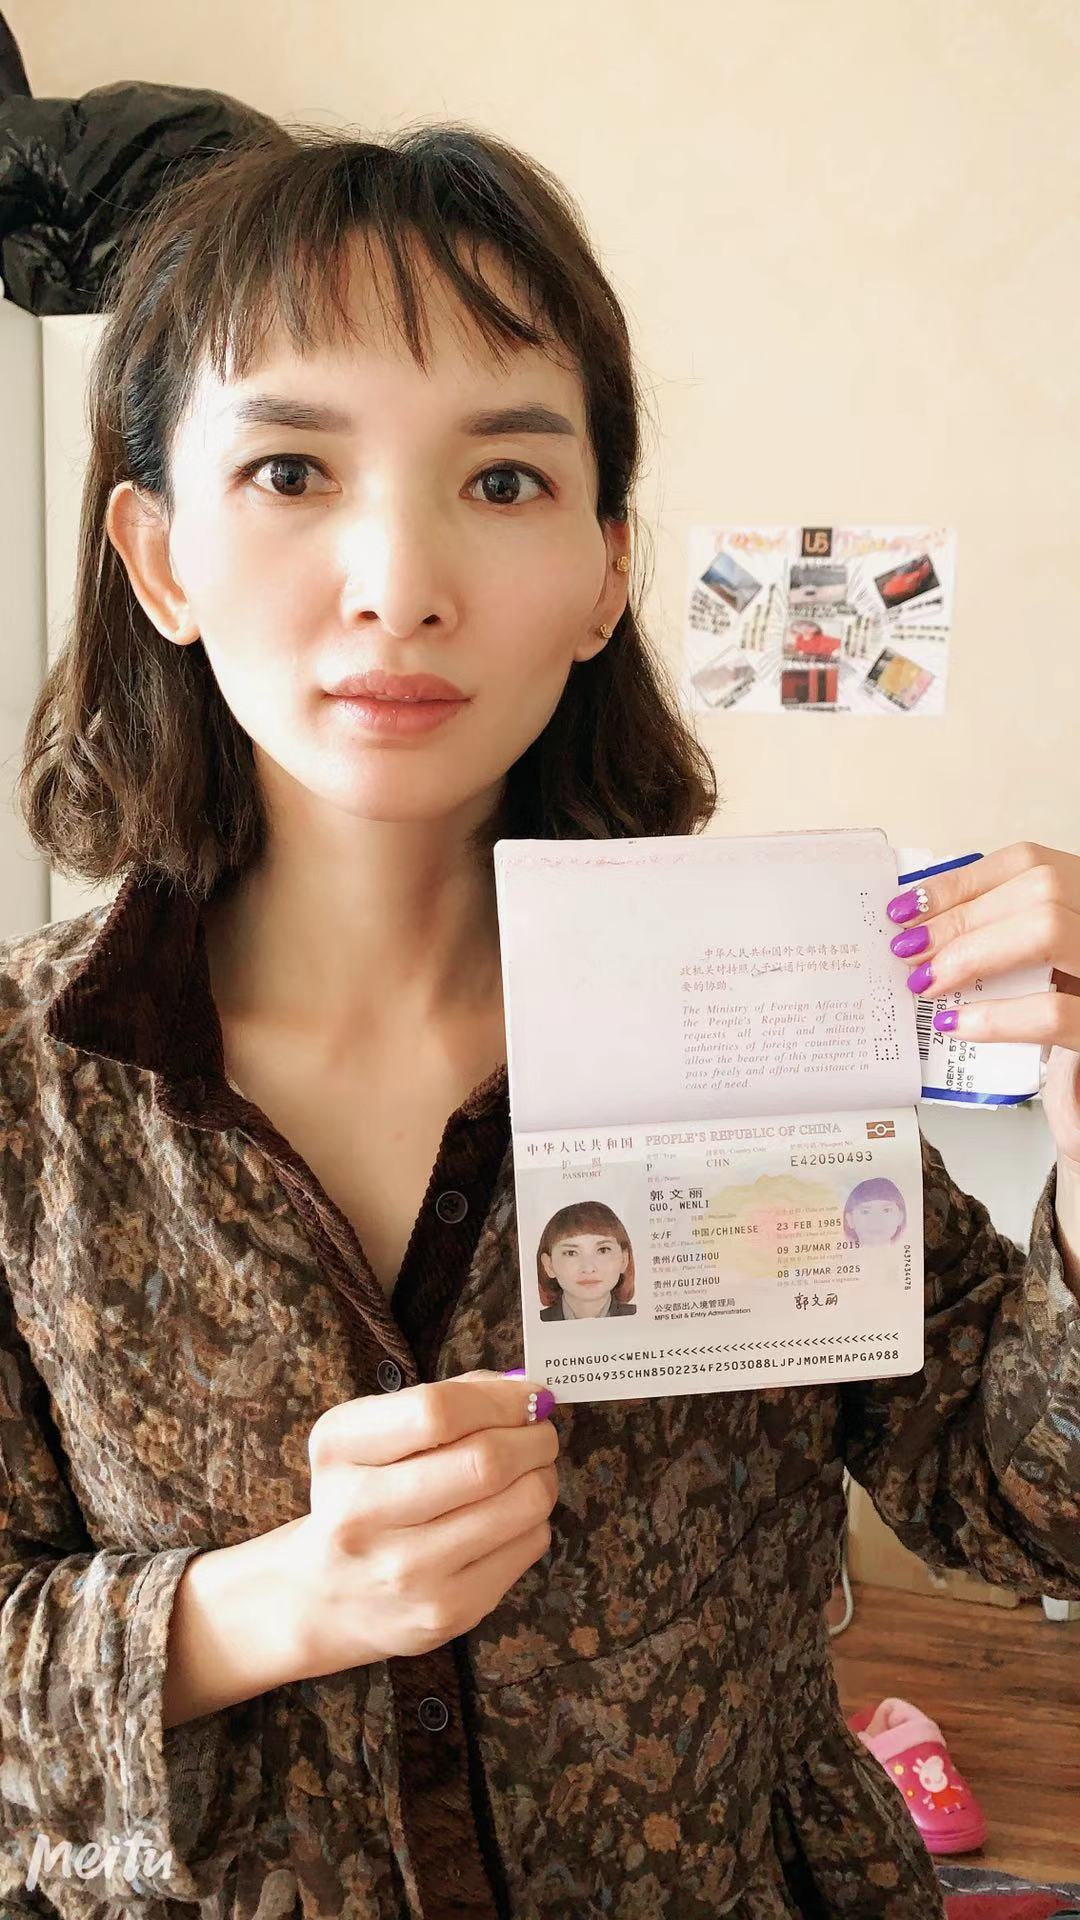 UB
中华人民共和国外交部请各国军
政机关对持照人予以通行的便利和必
要的协助。
The Ministry of Foreign Affairs of
the People's Republic of China
requests all civil and military
authorities of foreign countries to
allow the bearer of this passport to
pass freely and afford assistance in
case of need.
中华人民共和国 PEOPLE'S REPUBLIC OF CHINA
护 照
PASSPORT
P CHN E42050493
郭文丽
GUO, WENLI
女/F 中国/CHINESE 23 FEB 1985
贵州/GUIZHOU 09 3月/MAR 2015
贵州/GUIZHOU 08 3月/MAR 2025
公安部出入境管理局
MPS Exit & Entry Administration
郭文丽
POCHNGUO<<WENLI<<<<<<<<<<<<<<<<<<<<<<<<<<<<<
E420504935CHN8502234F2503088LJPJMOMEMAPGA988
Meitu